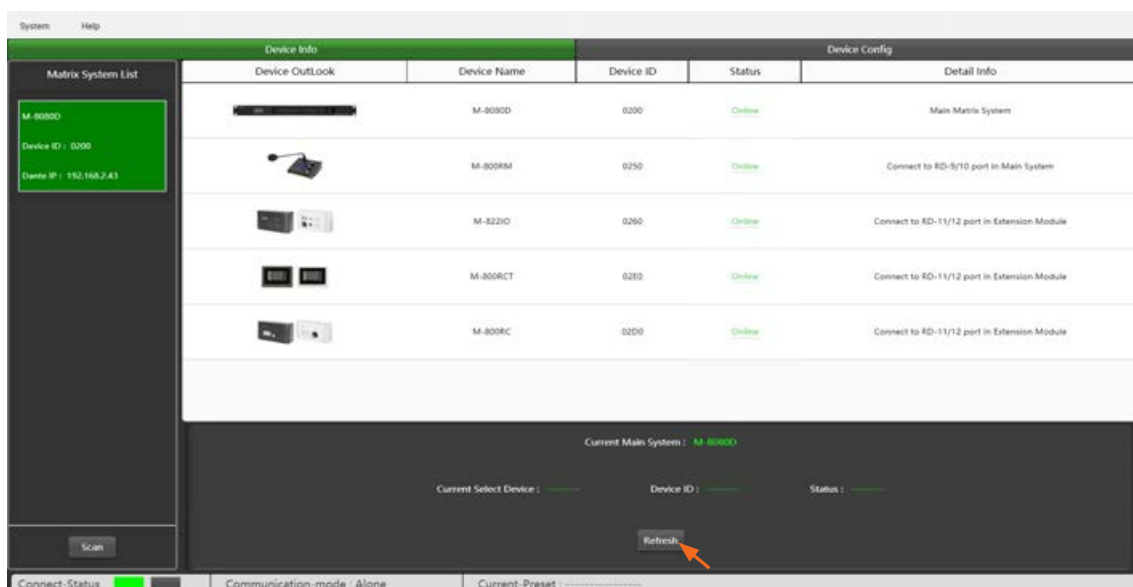 System Help
Device Info Device Config
Matrix System List
Device OutLook Device Name Device ID Status Detail Info
M-8080D
Device ID : 0200
Dante IP : 192.168.2.43
M-8080D 0200 Online Main Matrix System
M-800RM 0250 Online Connect to RD-9/10 port in Main System
M-822IO 0260 Online Connect to RD-11/12 port in Extension Module
M-800RCT 02E0 Online Connect to RD-11/12 port in Extension Module
M-800RC 02D0 Online Connect to RD-11/12 port in Extension Module
Current Main System : M-8080D
Current Select Device : -------- Device ID : -------- Status : --------
Scan
Refresh
Connect-Status Communication-mode : Alone Current-Preset : ----------------